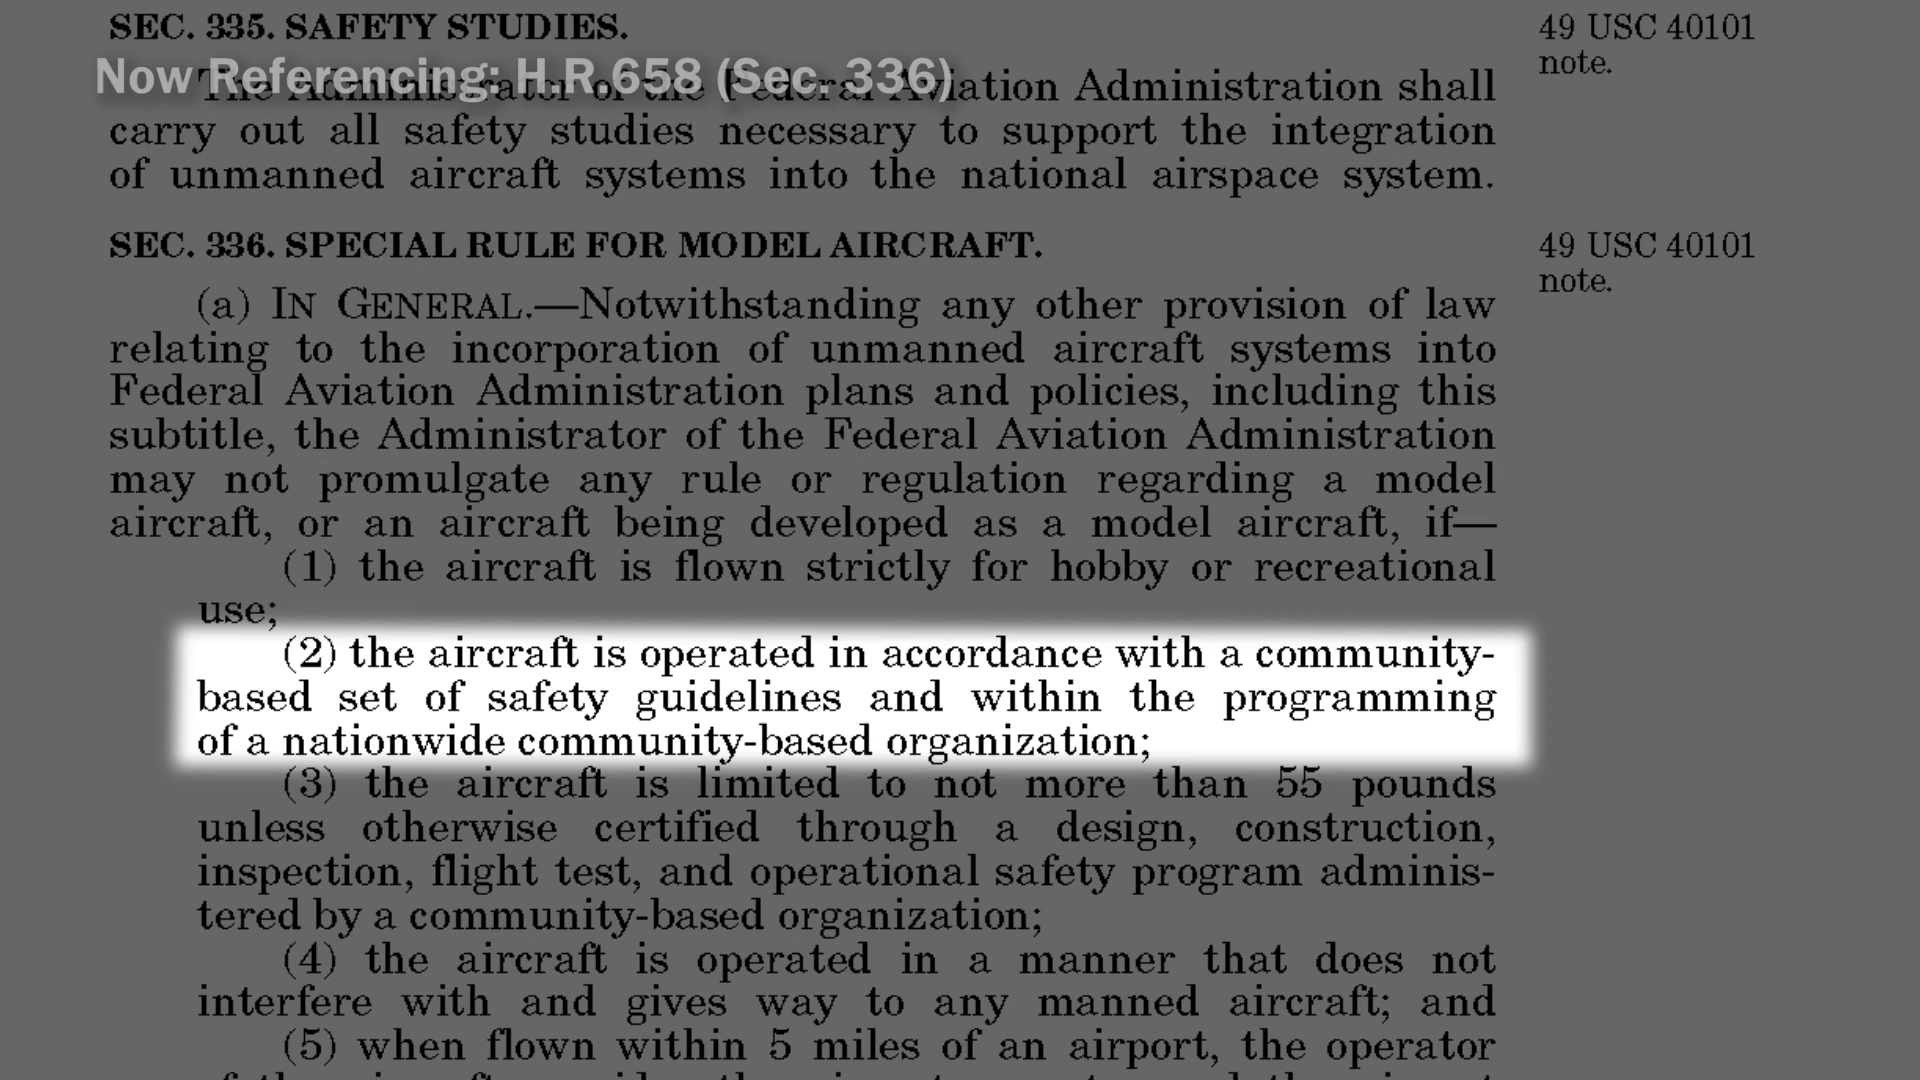 SEC. 335. SAFETY STUDIES.
49 USC 40101
note.
Now Referencing: H.R.658 (Sec. 336)
The Administrator of the Federal Aviation Administration shall
carry out all safety studies necessary to support the integration
of unmanned aircraft systems into the national airspace system.
SEC. 336. SPECIAL RULE FOR MODEL AIRCRAFT.
49 USC 40101
note.
(a) IN GENERAL.—Notwithstanding any other provision of law
relating to the incorporation of unmanned aircraft systems into
Federal Aviation Administration plans and policies, including this
subtitle, the Administrator of the Federal Aviation Administration
may not promulgate any rule or regulation regarding a model
aircraft, or an aircraft being developed as a model aircraft, if—
(1) the aircraft is flown strictly for hobby or recreational
use;
(2) the aircraft is operated in accordance with a community-
based set of safety guidelines and within the programming
of a nationwide community-based organization;
(3) the aircraft is limited to not more than 55 pounds
unless otherwise certified through a design, construction,
inspection, flight test, and operational safety program adminis-
tered by a community-based organization;
(4) the aircraft is operated in a manner that does not
interfere with and gives way to any manned aircraft; and
(5) when flown within 5 miles of an airport, the operator